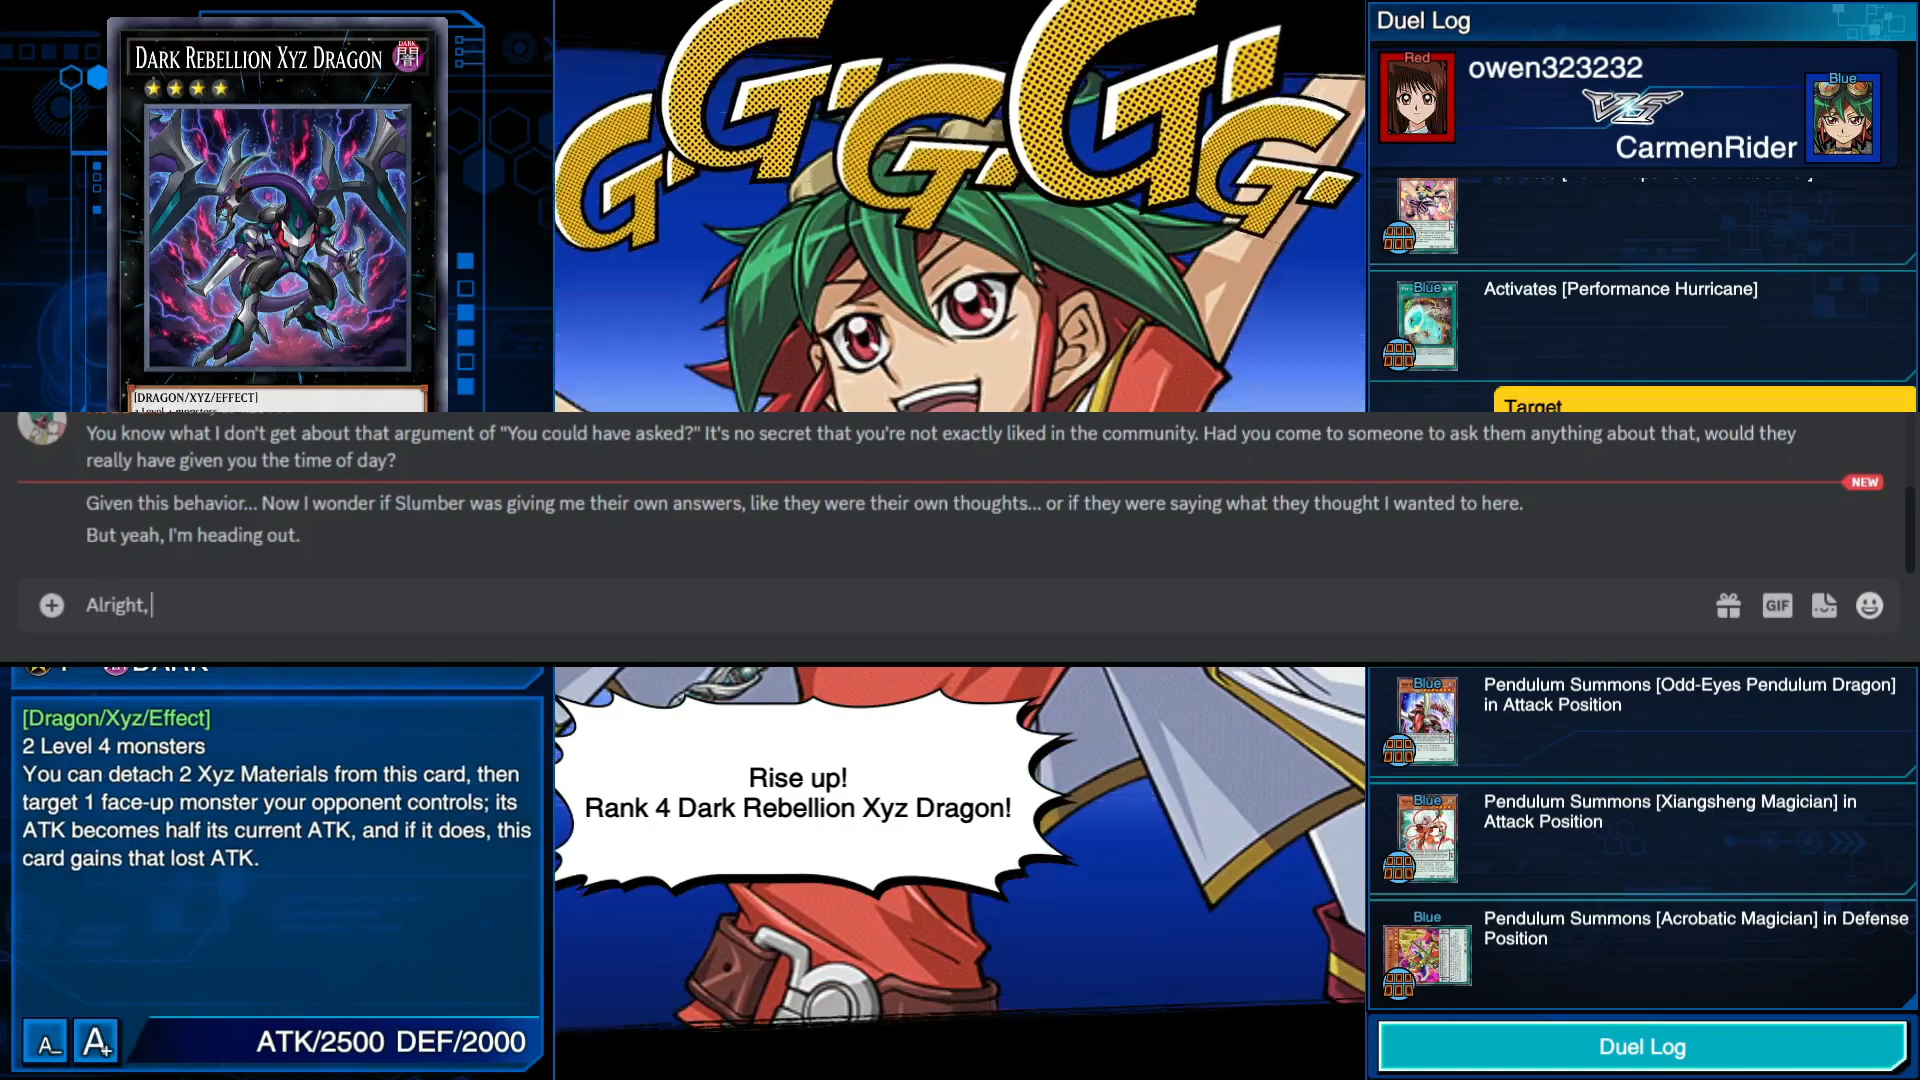 DARK REBELLION XYZ DRAGON
DARK
闇
[DRAGON/XYZ/EFFECT]
2 Level 4 monsters
G G G G G
Duel Log
Red
owen323232
VS
Blue
CarmenRider
Blue
Activates [Performance Hurricane]
Target
You know what I don't get about that argument of "You could have asked?" It's no secret that you're not exactly liked in the community. Had you come to someone to ask them anything about that, would they
really have given you the time of day?
NEW
Given this behavior... Now I wonder if Slumber was giving me their own answers, like they were their own thoughts... or if they were saying what they thought I wanted to here.
But yeah, I'm heading out.
Alright,
GIF
[Dragon/Xyz/Effect]
2 Level 4 monsters
You can detach 2 Xyz Materials from this card, then
target 1 face-up monster your opponent controls; its
ATK becomes half its current ATK, and if it does, this
card gains that lost ATK.
A- A+
ATK/2500 DEF/2000
Rise up!
Rank 4 Dark Rebellion Xyz Dragon!
Blue
Pendulum Summons [Odd-Eyes Pendulum Dragon]
in Attack Position
Blue
Pendulum Summons [Xiangsheng Magician] in
Attack Position
Blue
Pendulum Summons [Acrobatic Magician] in Defense
Position
Duel Log